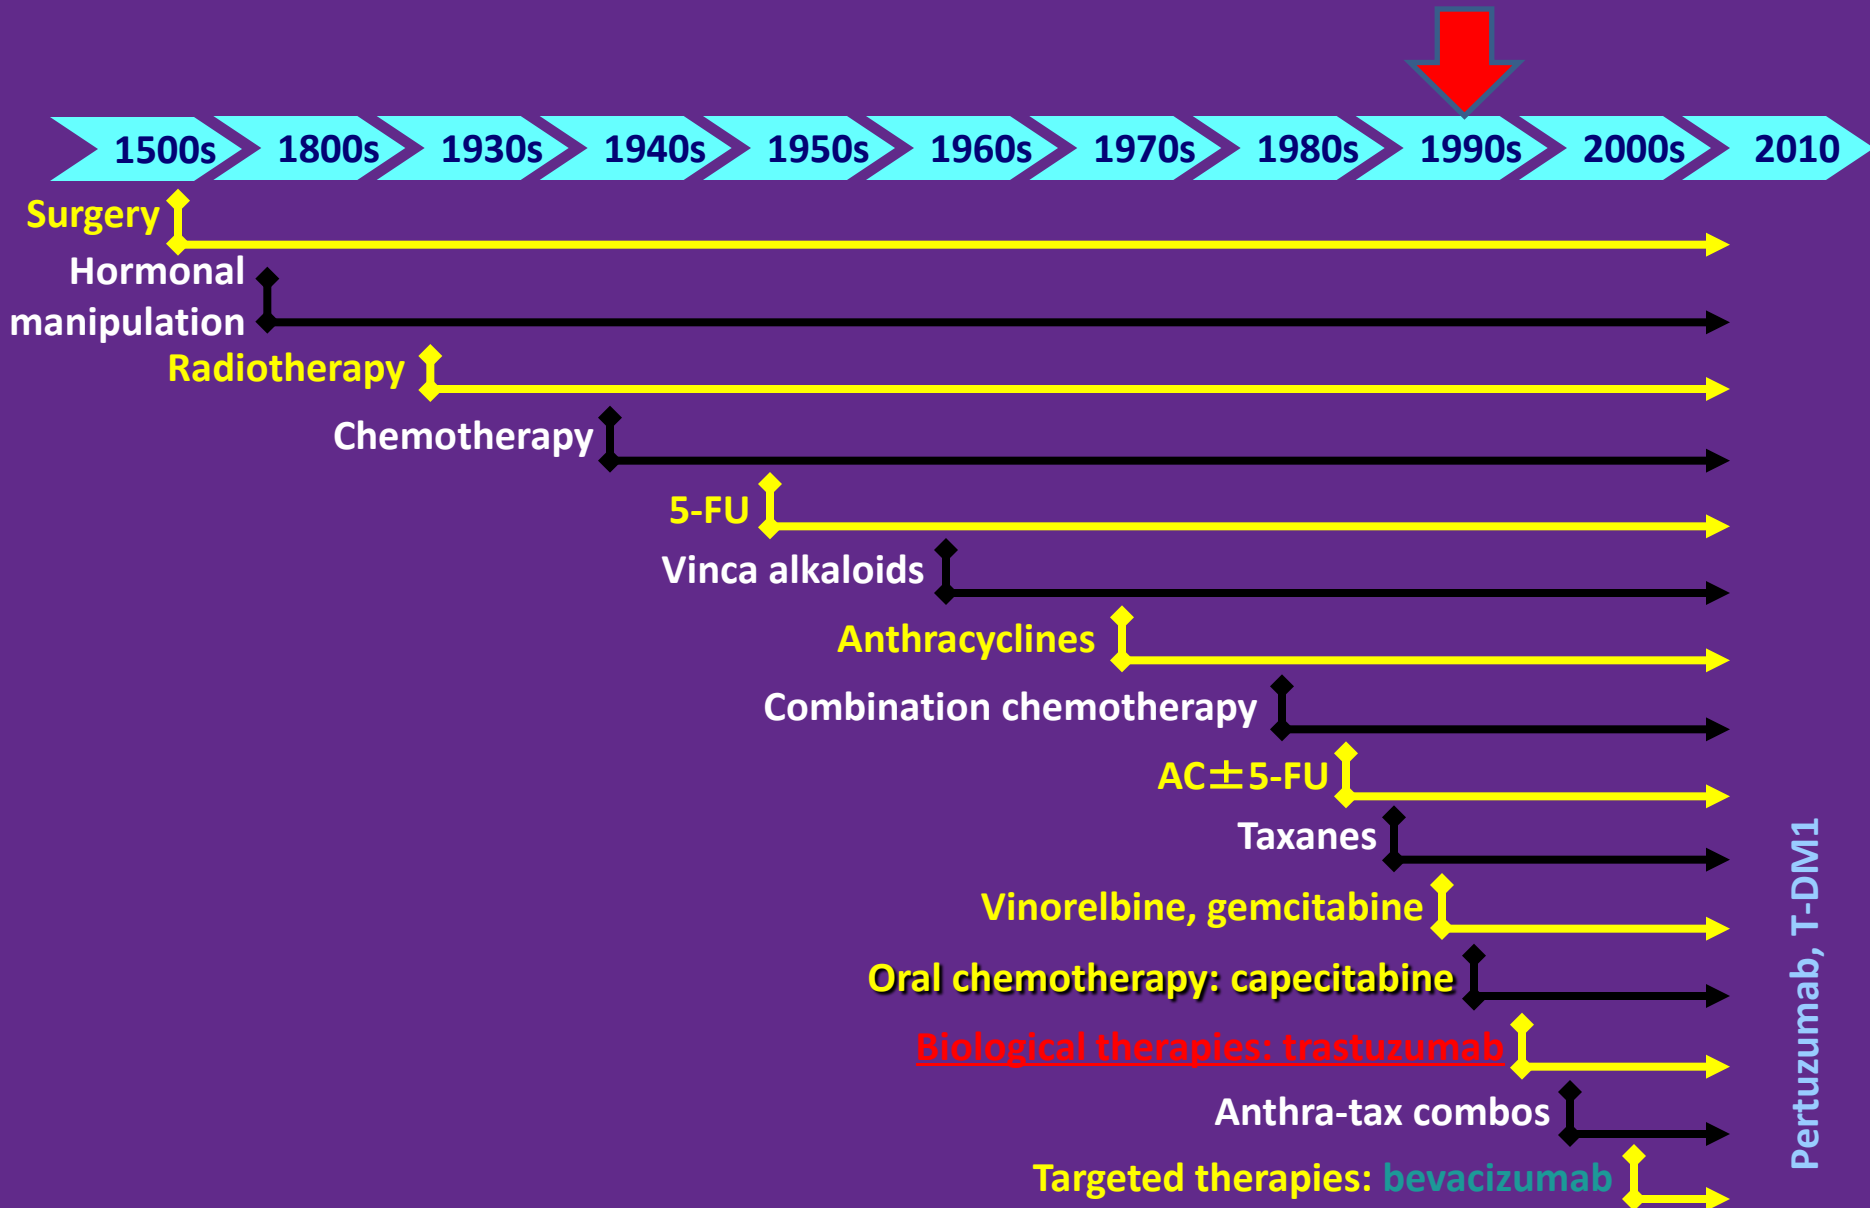 1500s 1800s 1930s 1940s 1950s 1960s 1970s 1980s 1990s 2000s 2010
Surgery
Hormonal
manipulation
Radiotherapy
Chemotherapy
5-FU
Vinca alkaloids
Anthracyclines
Combination chemotherapy
AC±5-FU
Taxanes
Vinorelbine, gemcitabine
Oral chemotherapy: capecitabine
Biological therapies: trastuzumab
Anthra-tax combos
Targeted therapies: bevacizumab
Pertuzumab, T-DM1